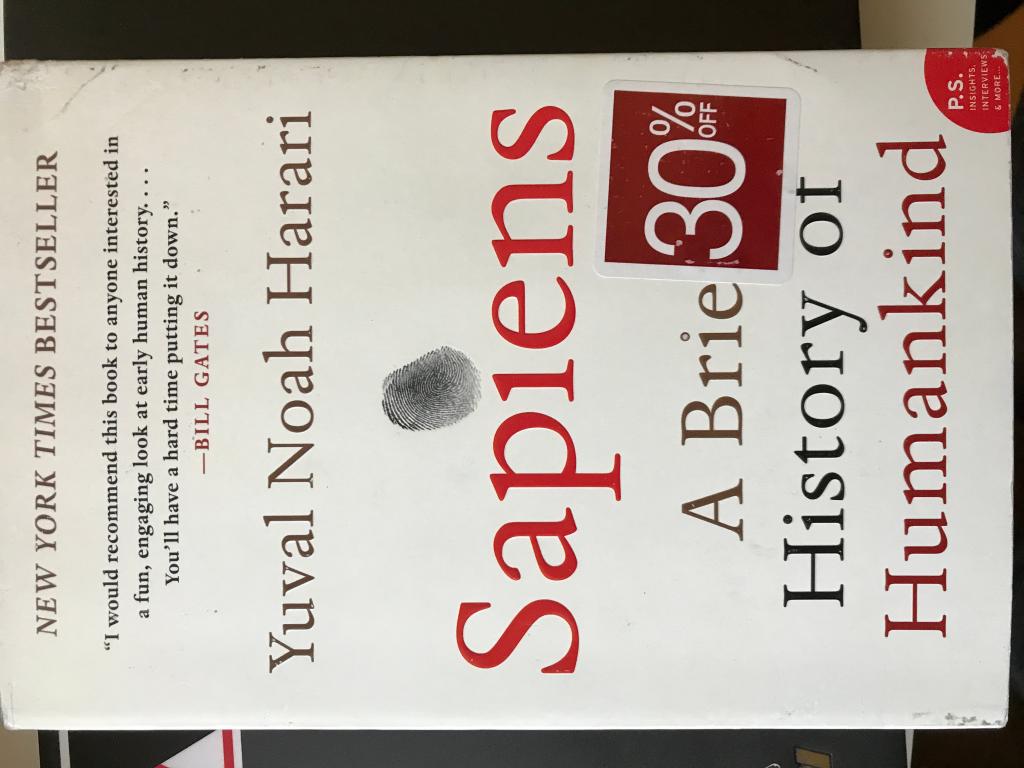 NEW YORK TIMES BESTSELLER
“I would recommend this book to anyone interested in
a fun, engaging look at early human history. . . .
You’ll have a hard time putting it down.”
—BILL GATES
Yuval Noah Harari
Sapiens
30% OFF
A Brie
History of
Humankind
P.S.
INSIGHTS,
INTERVIEWS
& MORE...